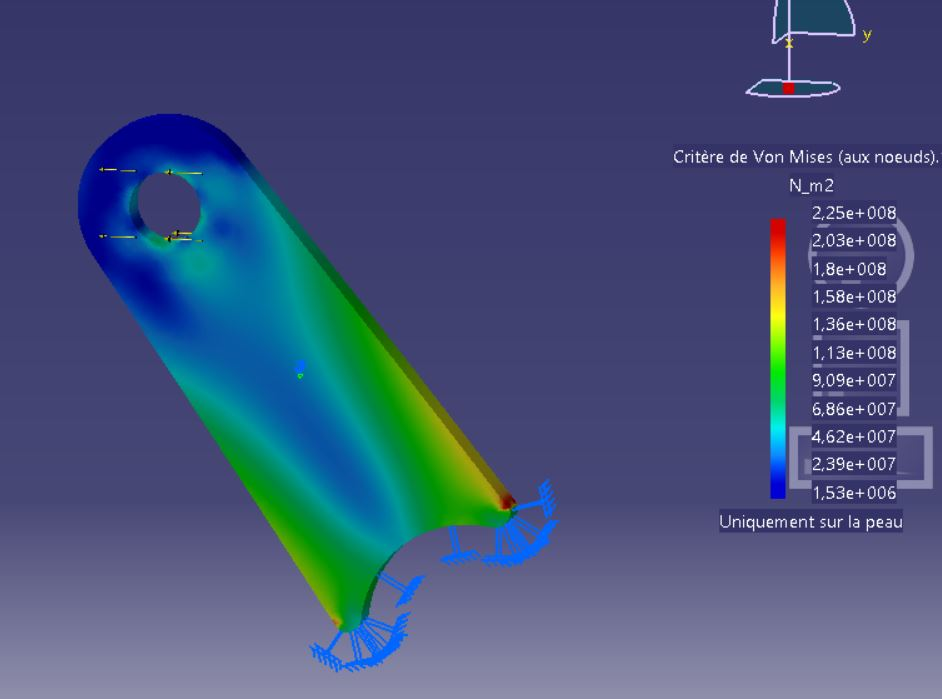 y
x
Critère de Von Mises (aux noeuds).
N_m2
2,25e+008
2,03e+008
1,8e+008
1,58e+008
1,36e+008
1,13e+008
9,09e+007
6,86e+007
4,62e+007
2,39e+007
1,53e+006
Uniquement sur la peau